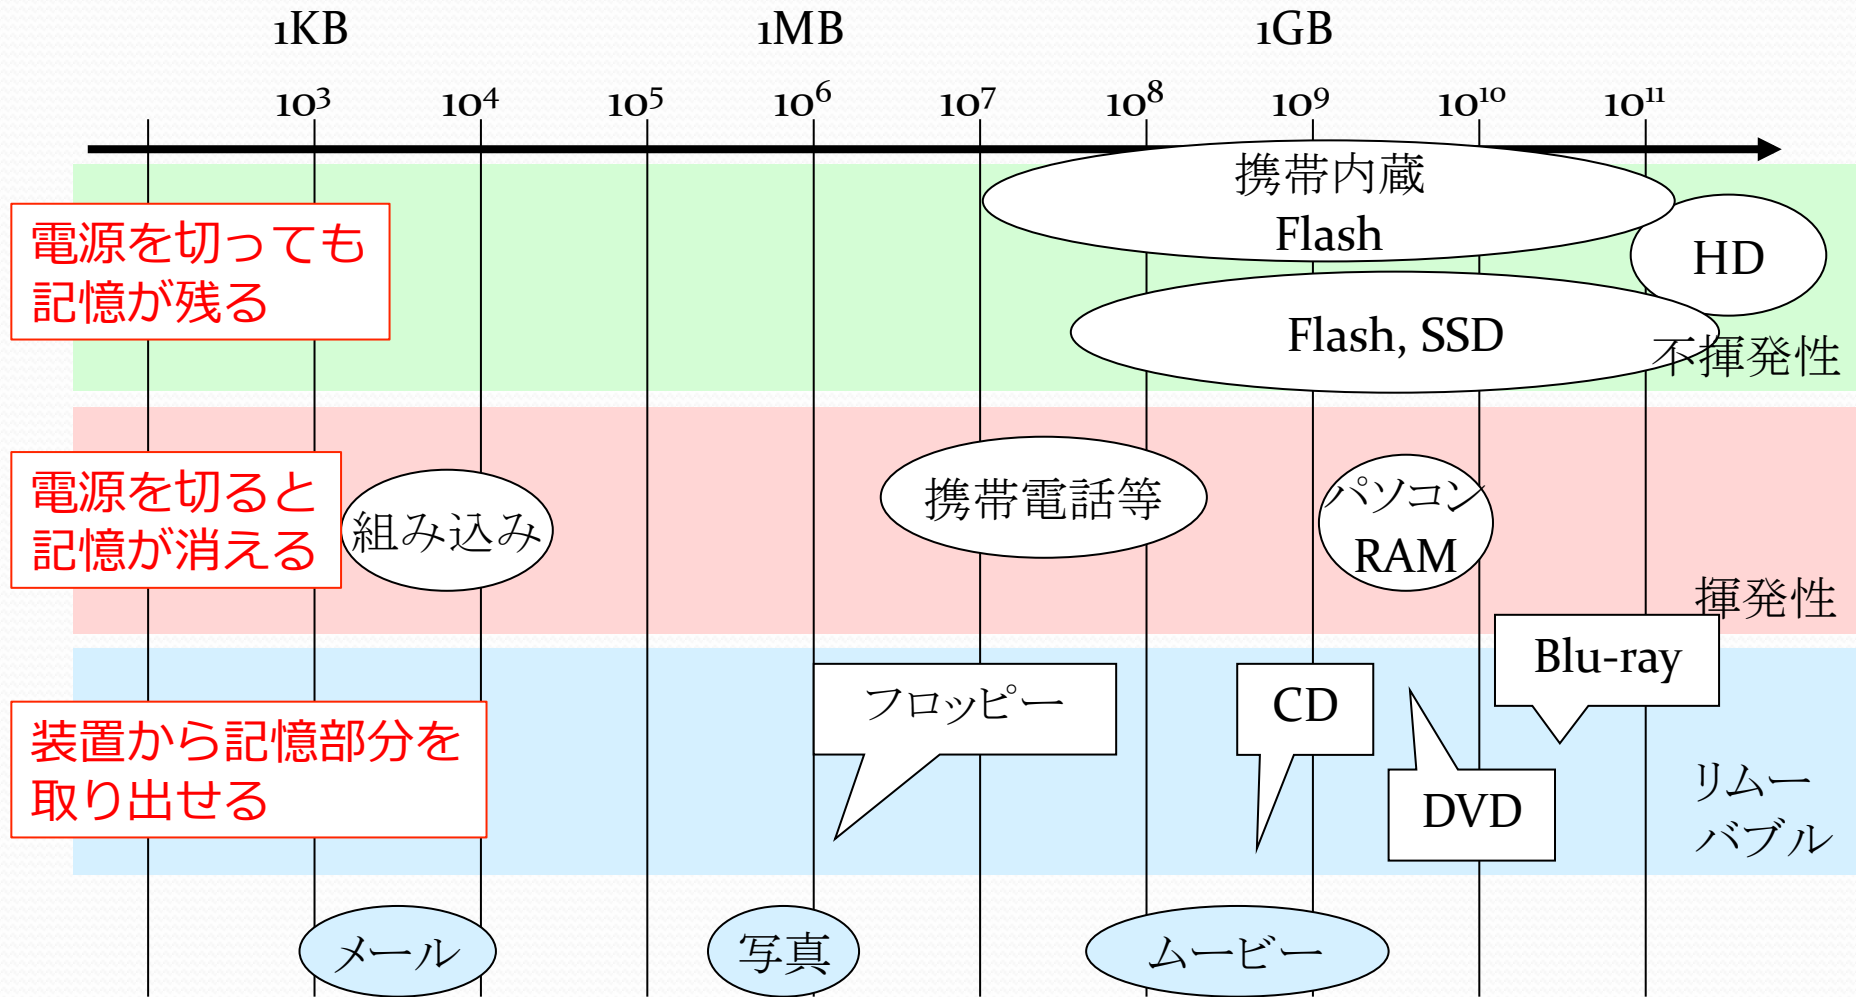 1KB 1MB 1GB
10³ 10⁴ 10⁵ 10⁶ 10⁷ 10⁸ 10⁹ 10¹⁰ 10¹¹
携帯内蔵
Flash
電源を切っても
記憶が残る
HD
Flash, SSD
不揮発性
電源を切ると
記憶が消える
組み込み
携帯電話等
パソコン
RAM
揮発性
Blu-ray
フロッピー
CD
装置から記憶部分を
取り出せる
DVD
リムー
バブル
メール
写真
ムービー